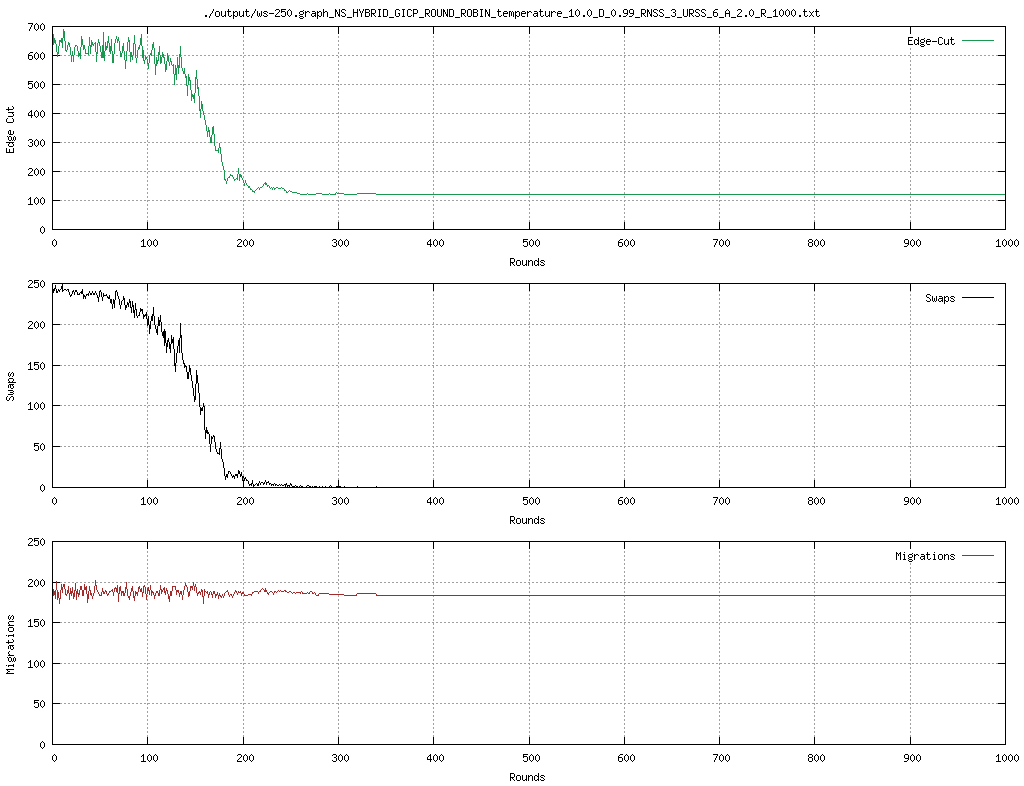 ./output/ws-250.graph_NS_HYBRID_GICP_ROUND_ROBIN_temperature_10.0_D_0.99_RNSS_3_URSS_6_A_2.0_R_1000.txt
700
600
500
400
300
200
100
0
Edge Cut
Edge-Cut
0 100 200 300 400 500 600 700 800 900 1000
Rounds
250
200
150
100
50
0
Swaps
Swaps
0 100 200 300 400 500 600 700 800 900 1000
Rounds
250
200
150
100
50
0
Migrations
Migrations
0 100 200 300 400 500 600 700 800 900 1000
Rounds